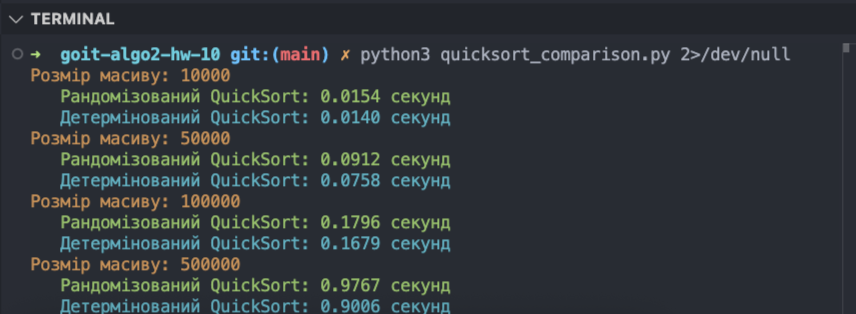 TERMINAL
→ goit-algo2-hw-10 git:(main) ✗ python3 quicksort_comparison.py 2>/dev/null
Розмір масиву: 10000
Рандомізований QuickSort: 0.0154 секунд
Детермінований QuickSort: 0.0140 секунд
Розмір масиву: 50000
Рандомізований QuickSort: 0.0912 секунд
Детермінований QuickSort: 0.0758 секунд
Розмір масиву: 100000
Рандомізований QuickSort: 0.1796 секунд
Детермінований QuickSort: 0.1679 секунд
Розмір масиву: 500000
Рандомізований QuickSort: 0.9767 секунд
Детермінований QuickSort: 0.9006 секунд